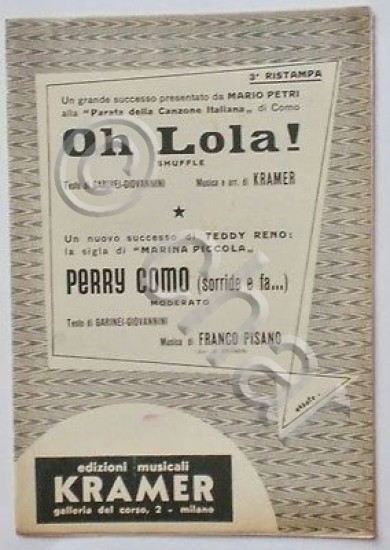 3ª RISTAMPA
Un grande successo presentato da MARIO PETRI
alla "Parata della Canzone Italiana„ di Como
Oh Lola!
SHUFFLE
Testo di GARINEI-GIOVANNINI Musica e arr. di KRAMER
★
Un nuovo successo di TEDDY RENO:
la sigla di "MARINA PICCOLA„
PERRY COMO (sorride e fa...)
MODERATO
Testo di GARINEI-GIOVANNINI
Musica di FRANCO PISANO
edizioni musicali
KRAMER
galleria del corso, 2 - milano